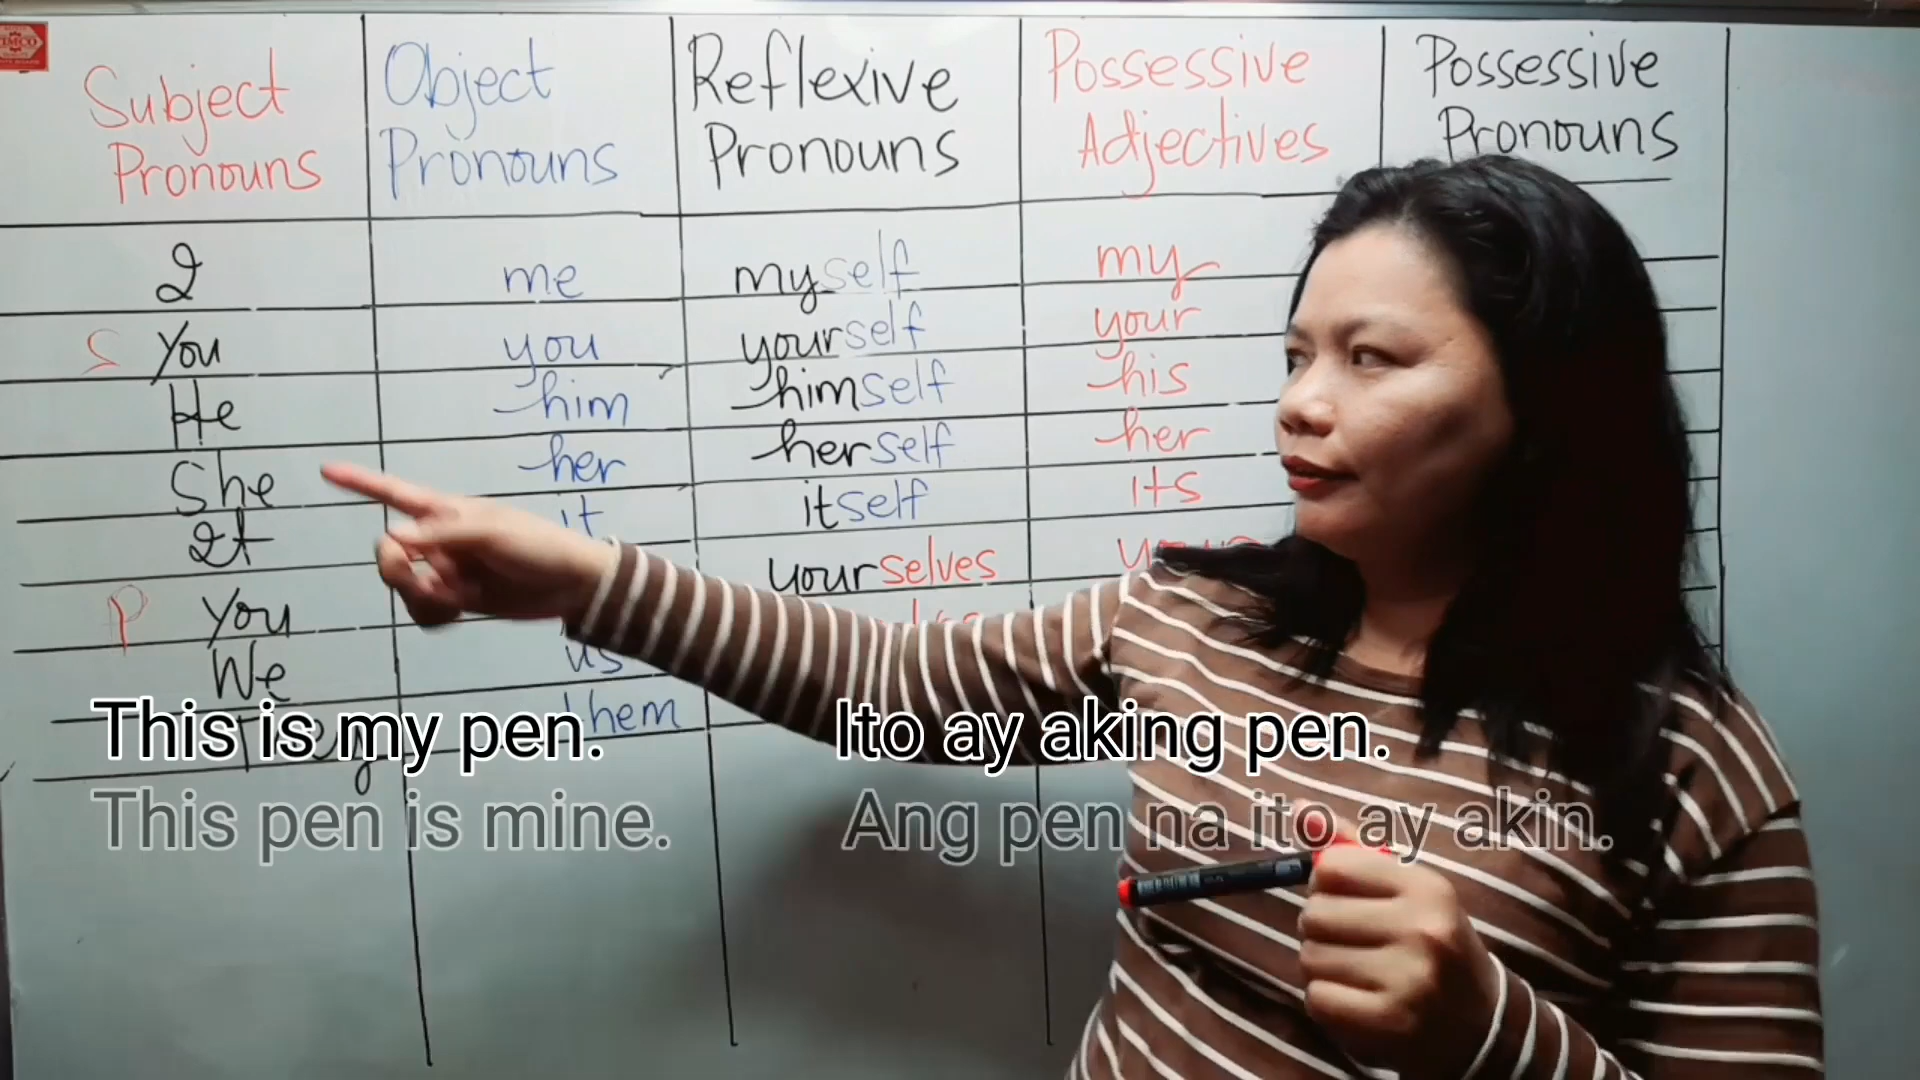 Subject Pronouns
Object Pronouns
Reflexive Pronouns
Possessive Adjectives
Possessive Pronouns
I me myself my
S You you yourself your
He him himself his
She her herself her
It it itself its
P You yourselves
We us
They them
This is my pen. Ito ay aking pen.
This pen is mine. Ang pen na ito ay akin.